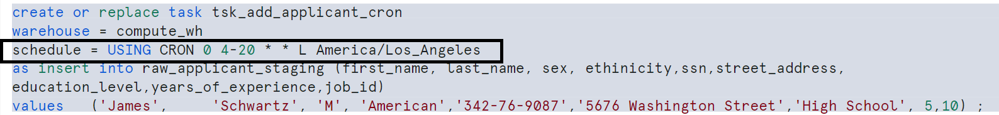 create or replace task tsk_add_applicant_cron
warehouse = compute_wh
schedule = USING CRON 0 4-20 * * L America/Los_Angeles
as insert into raw_applicant_staging (first_name, last_name, sex, ethinicity,ssn,street_address,
education_level,years_of_experience,job_id)
values ('James', 'Schwartz', 'M', 'American','342-76-9087','5676 Washington Street','High School', 5,10) ;